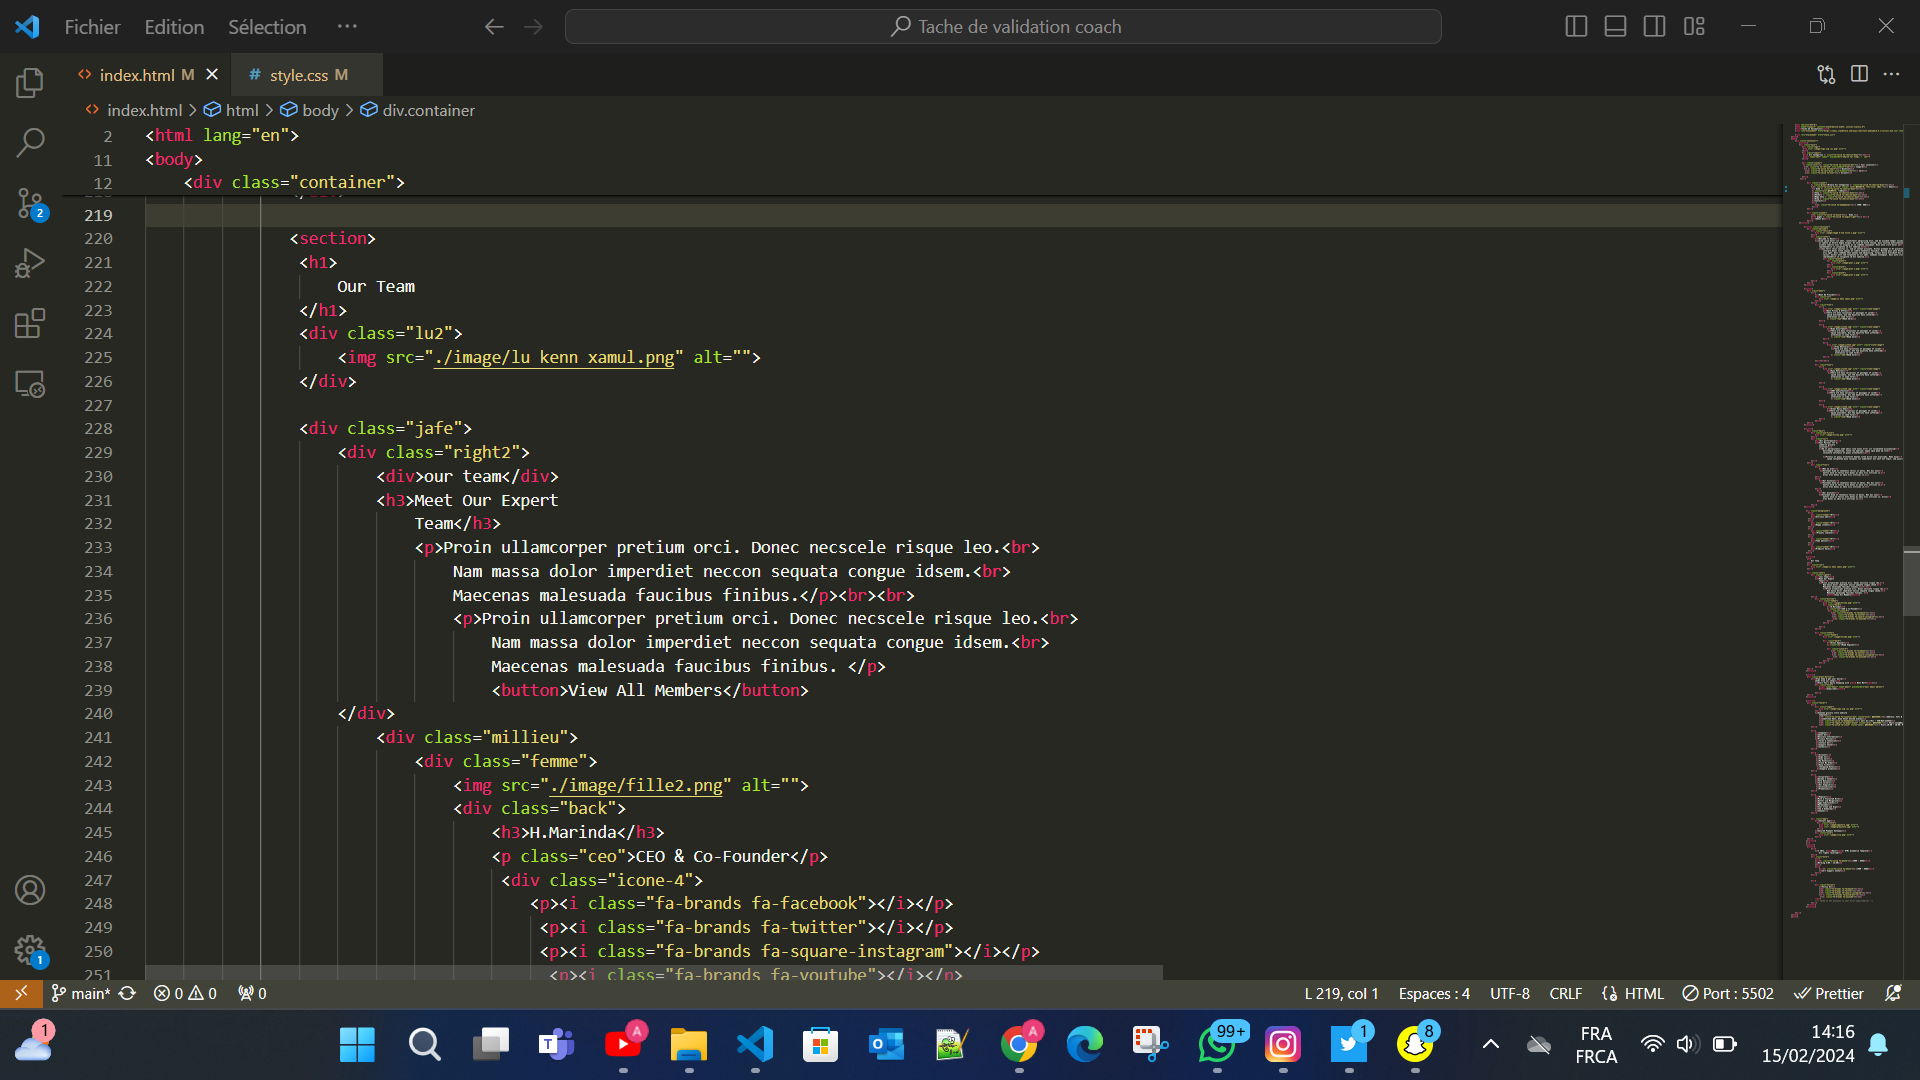 Fichier Edition Sélection ···
Tache de validation coach
index.html M
# style.css M
index.html > html > body > div.container
2 <html lang="en">
11 <body>
12 <div class="container">
219
220 <section>
221 <h1>
222 Our Team
223 </h1>
224 <div class="lu2">
225 <img src="./image/lu kenn xamul.png" alt="">
226 </div>
227
228 <div class="jafe">
229 <div class="right2">
230 <div>our team</div>
231 <h3>Meet Our Expert
232 Team</h3>
233 <p>Proin ullamcorper pretium orci. Donec necscele risque leo.<br>
234 Nam massa dolor imperdiet neccon sequata congue idsem.<br>
235 Maecenas malesuada faucibus finibus.</p><br><br>
236 <p>Proin ullamcorper pretium orci. Donec necscele risque leo.<br>
237 Nam massa dolor imperdiet neccon sequata congue idsem.<br>
238 Maecenas malesuada faucibus finibus. </p>
239 <button>View All Members</button>
240 </div>
241 <div class="millieu">
242 <div class="femme">
243 <img src="./image/fille2.png" alt="">
244 <div class="back">
245 <h3>H.Marinda</h3>
246 <p class="ceo">CEO & Co-Founder</p>
247 <div class="icone-4">
248 <p><i class="fa-brands fa-facebook"></i></p>
249 <p><i class="fa-brands fa-twitter"></i></p>
250 <p><i class="fa-brands fa-square-instagram"></i></p>
251 <p><i class="fa-brands fa-youtube"></i></p>
2
1
main* 0 0 0
L 219, col 1 Espaces : 4 UTF-8 CRLF HTML Port : 5502 Prettier
1
A
A
99+
1
8
FRA
FRCA
14:16
15/02/2024